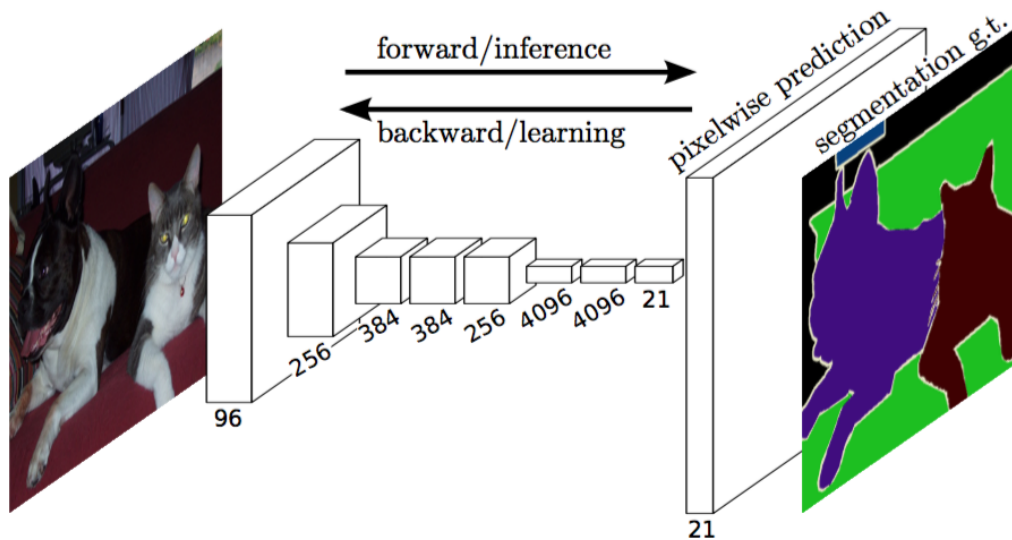 forward/inference
backward/learning
pixelwise prediction
segmentation g.t.
96
256
384
384
256
4096
4096
21
21